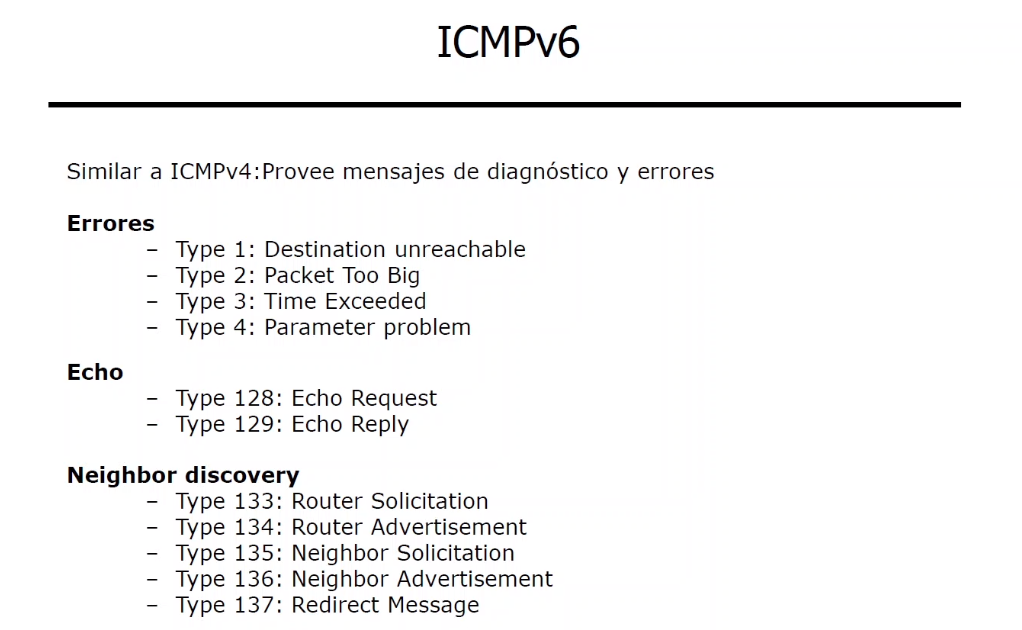 ICMPv6
Similar a ICMPv4:Provee mensajes de diagnóstico y errores
Errores
– Type 1: Destination unreachable
– Type 2: Packet Too Big
– Type 3: Time Exceeded
– Type 4: Parameter problem
Echo
– Type 128: Echo Request
– Type 129: Echo Reply
Neighbor discovery
– Type 133: Router Solicitation
– Type 134: Router Advertisement
– Type 135: Neighbor Solicitation
– Type 136: Neighbor Advertisement
– Type 137: Redirect Message